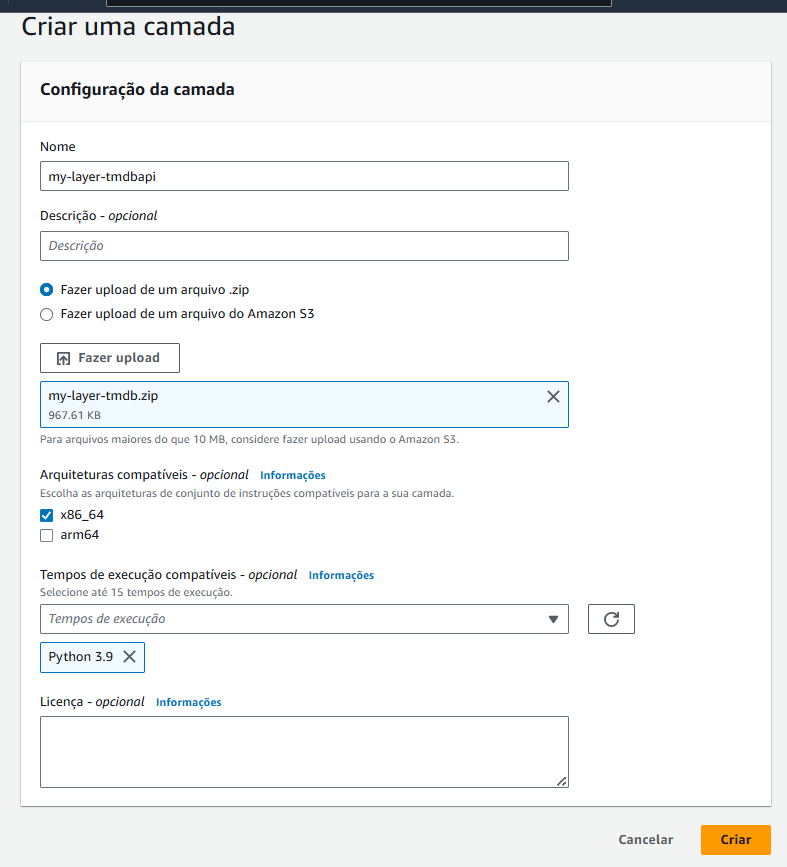 Criar uma camada
Configuração da camada
Nome
my-layer-tmdbapi
Descrição - opcional
Descrição
Fazer upload de um arquivo .zip
Fazer upload de um arquivo do Amazon S3
Fazer upload
my-layer-tmdb.zip
967.61 KB
Para arquivos maiores do que 10 MB, considere fazer upload usando o Amazon S3.
Arquiteturas compatíveis - opcional Informações
Escolha as arquiteturas de conjunto de instruções compatíveis para a sua camada.
x86_64
arm64
Tempos de execução compatíveis - opcional Informações
Selecione até 15 tempos de execução.
Tempos de execução
Python 3.9
Licença - opcional Informações
Cancelar Criar